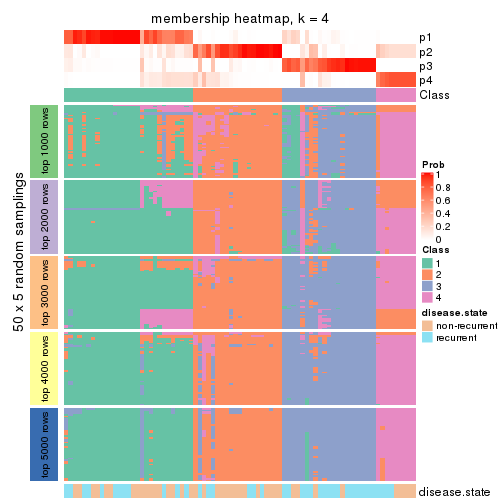 membership heatmap, k = 4
p1
p2
p3
p4
Class
50 x 5 random samplings
top 1000 rows
top 2000 rows
top 3000 rows
top 4000 rows
top 5000 rows
disease.state
Prob
1
0.8
0.6
0.4
0.2
0
Class
1
2
3
4
disease.state
non-recurrent
recurrent